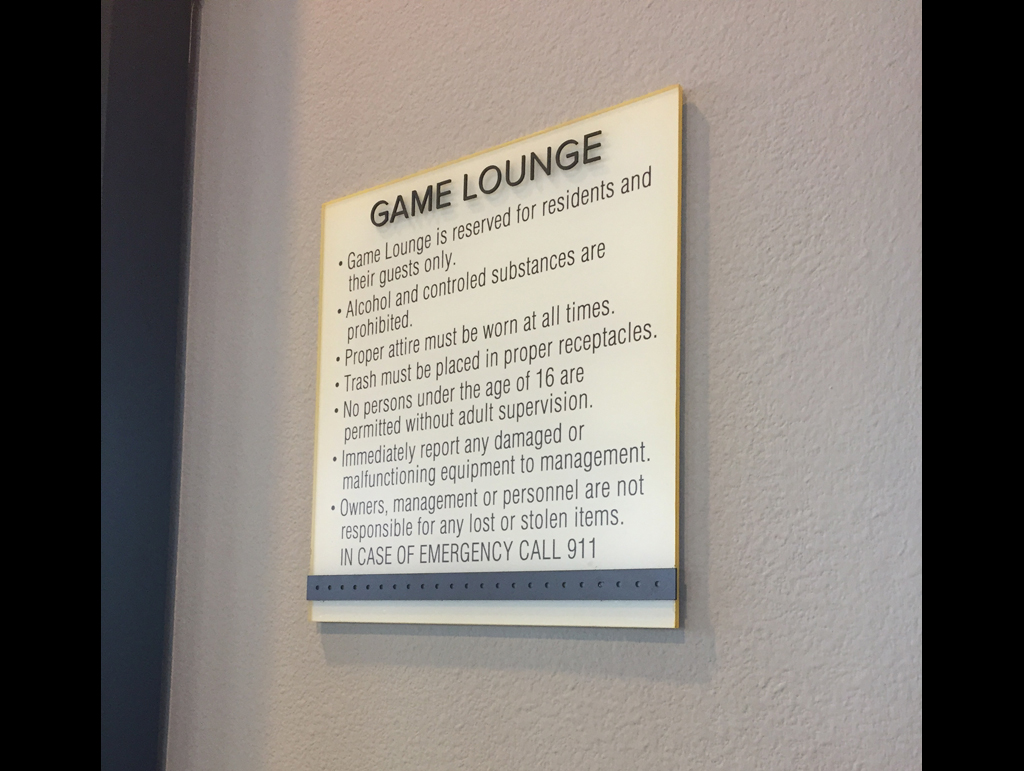 GAME LOUNGE
• Game Lounge is reserved for residents and
their guests only.
• Alcohol and controled substances are
prohibited.
• Proper attire must be worn at all times.
• Trash must be placed in proper receptacles.
• No persons under the age of 16 are
permitted without adult supervision.
• Immediately report any damaged or
malfunctioning equipment to management.
• Owners, management or personnel are not
responsible for any lost or stolen items.
IN CASE OF EMERGENCY CALL 911